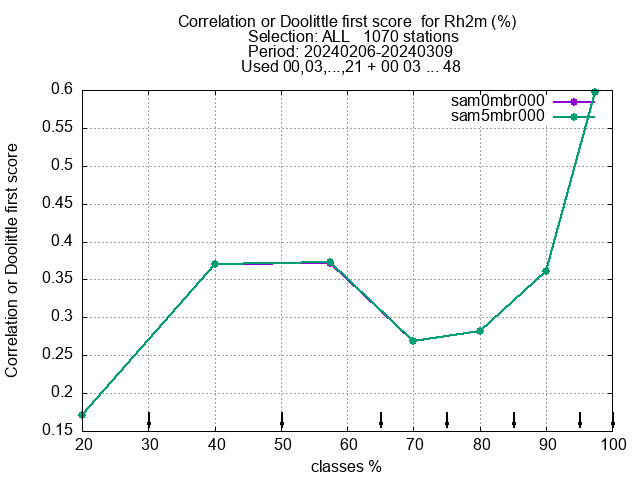 Correlation or Doolittle first score  for Rh2m (%)
Selection: ALL   1070 stations
Period: 20240206-20240309
Used 00,03,...,21 + 00 03 ... 48
sam0mbr000
sam5mbr000
Correlation or Doolittle first score
0.6
0.55
0.5
0.45
0.4
0.35
0.3
0.25
0.2
0.15
20 30 40 50 60 70 80 90 100
classes %